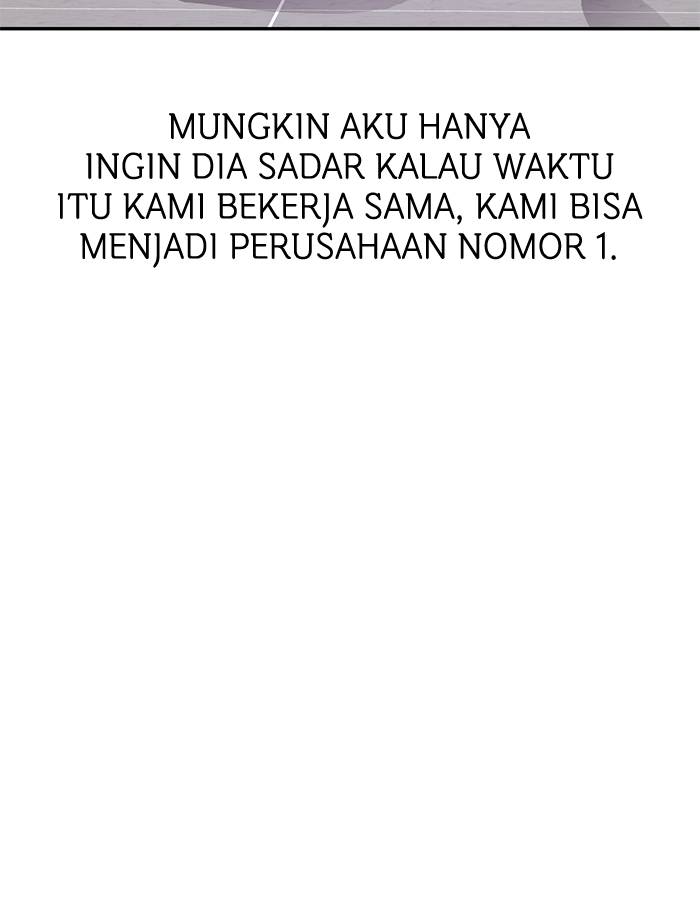 MUNGKIN AKU HANYA
INGIN DIA SADAR KALAU WAKTU
ITU KAMI BEKERJA SAMA, KAMI BISA
MENJADI PERUSAHAAN NOMOR 1.